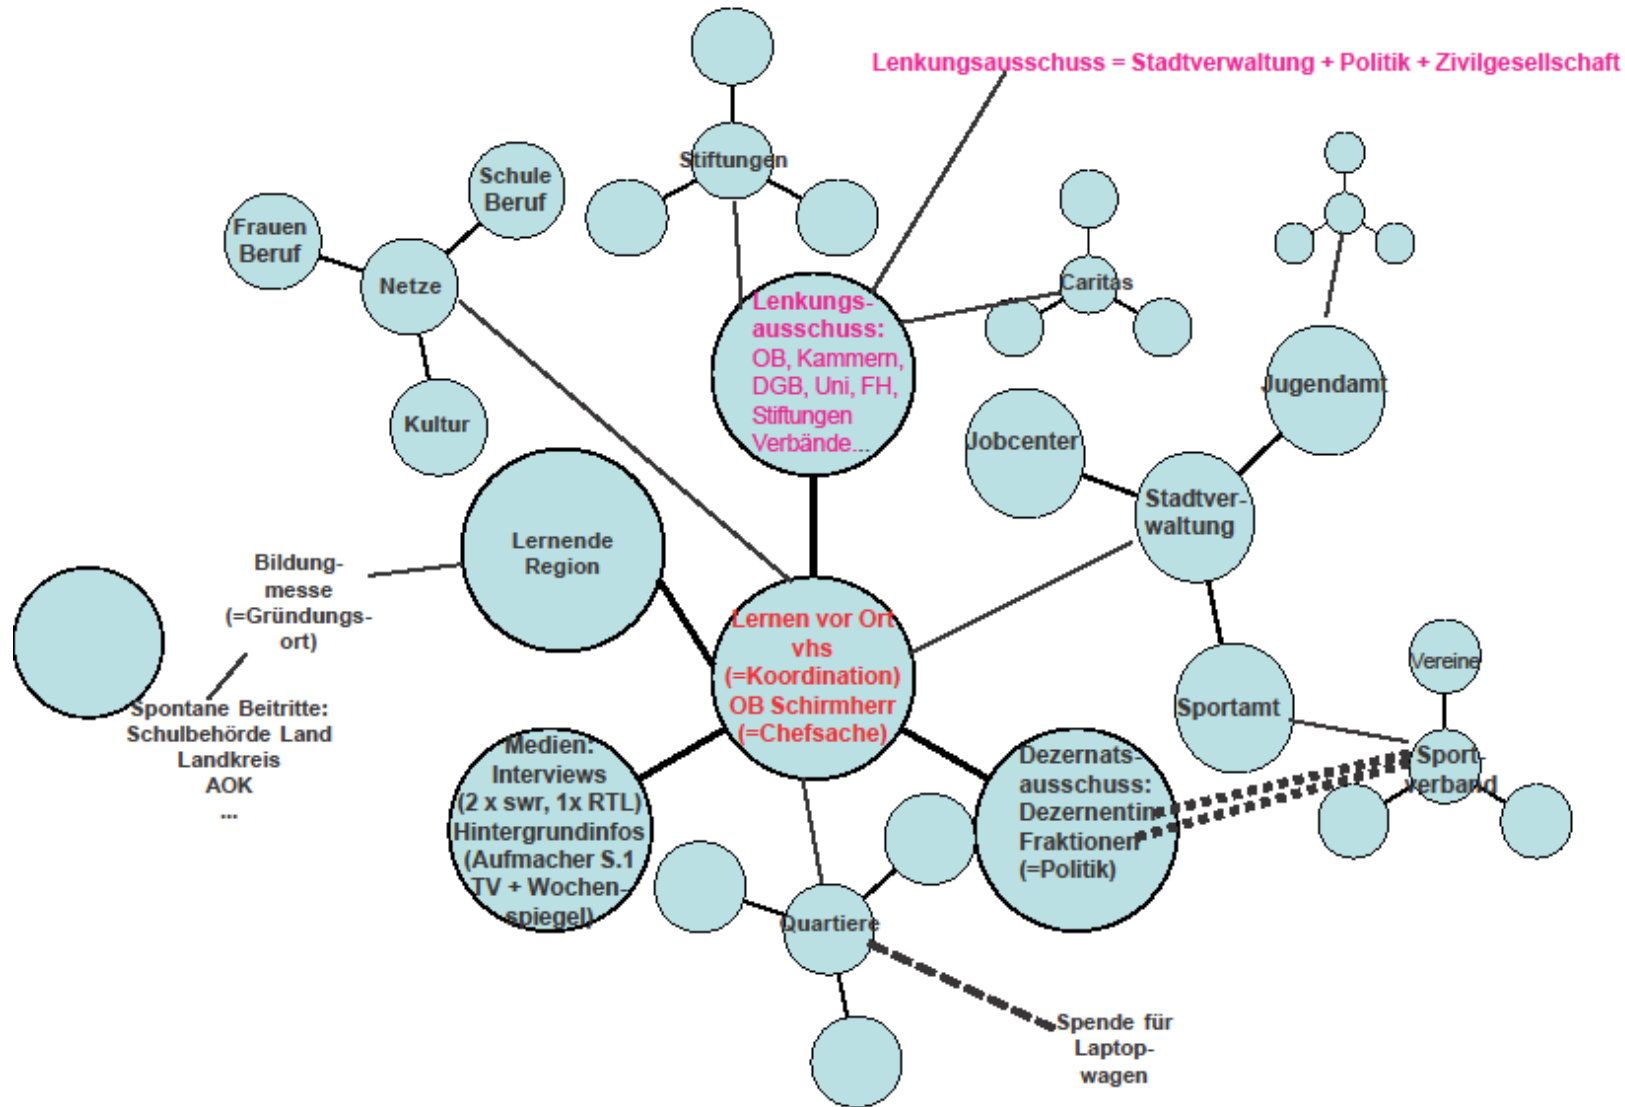 Lenkungsausschuss = Stadtverwaltung + Politik + Zivilgesellschaft
Stiftungen
Schule
Beruf
Frauen
Beruf
Netze
Kultur
Caritas
Lenkungs-
ausschuss:
OB, Kammern,
DGB, Uni, FH,
Stiftungen
Verbände...
Jugendamt
Jobcenter
Stadtver-
waltung
Lernende
Region
Bildung-
messe
(=Gründungs-
ort)
Lernen vor Ort
vhs
(=Koordination)
OB Schirmherr
(=Chefsache)
Vereine
Sportamt
Sport-
verband
Spontane Beitritte:
Schulbehörde Land
Landkreis
AOK
...
Medien:
Interviews
(2 x swr, 1x RTL)
Hintergrundinfos
(Aufmacher S.1
TV + Wochen-
spiegel)
Dezernats-
ausschuss:
Dezernentin
Fraktionen
(=Politik)
Quartiere
Spende für
Laptop-
wagen